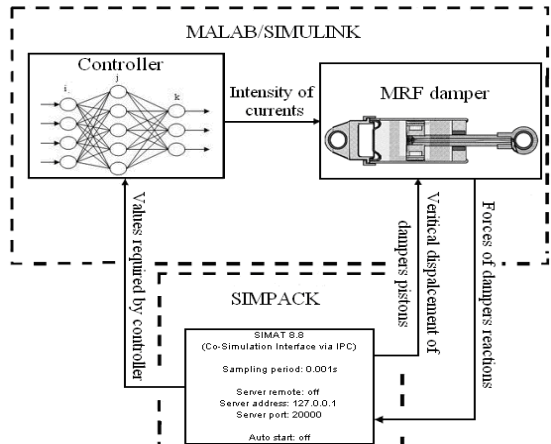 MALAB/SIMULINK
Controller
i
j
k
Intensity of
currents
MRF damper
Values required by controller
Veritical dispalcement of
dampers pistons
Forces of dampers reactions
SIMPACK
SIMAT 8.8
(Co-Simulation Interface via IPC)
Sampling period: 0.001s
Server remote: off
Server address: 127.0.0.1
Server port: 20000
Auto start: off